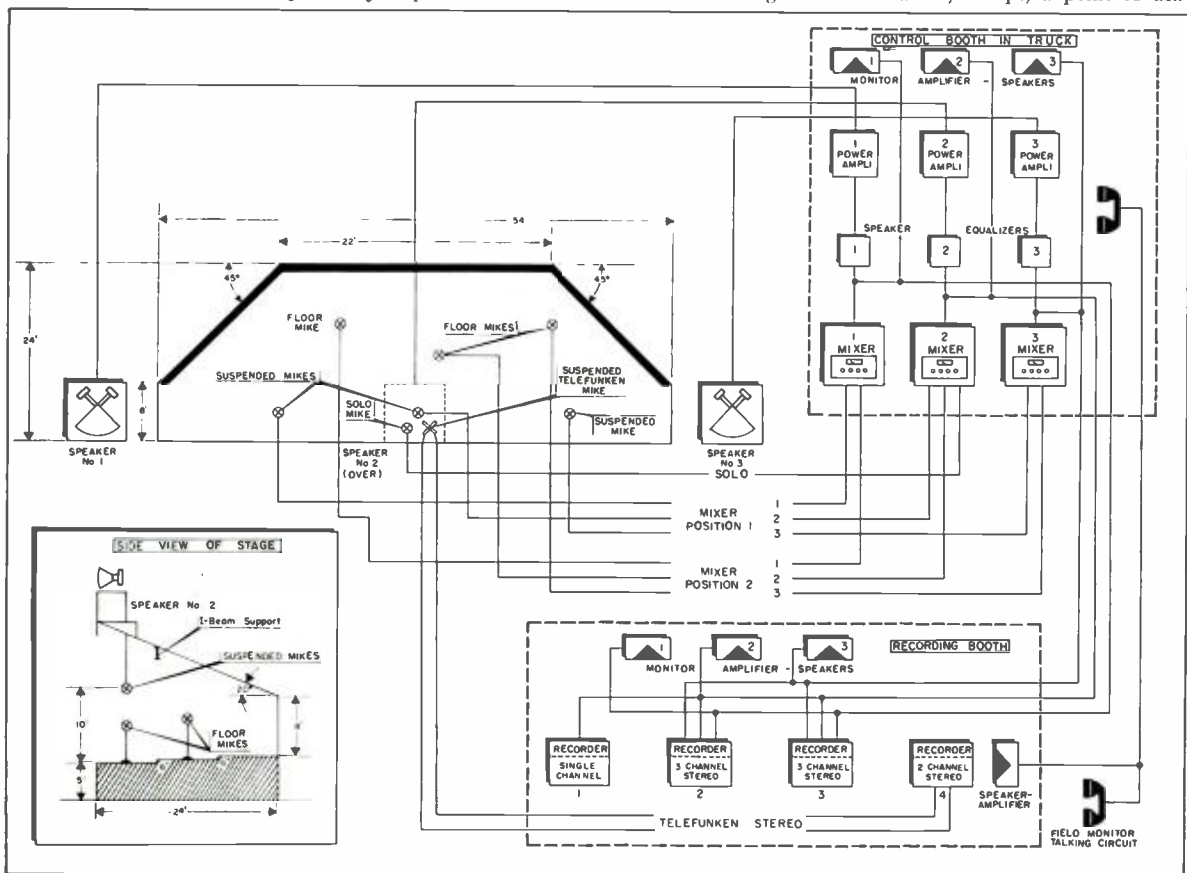 CONTROL BOOTH IN TRUCK
1
2
3
MONITOR AMPLIFIER - SPEAKERS
1 POWER AMPLI
2 POWER AMPLI
3 POWER AMPLI
SPEAKER EQUALIZERS
1
2
3
1 MIXER
2 MIXER
3 MIXER
54
22'
45°
45°
24'
8'
FLOOR MIKE
FLOOR MIKES
SUSPENDED MIKES
SUSPENDED TELEFUNKEN MIKE
SOLO MIKE
SUSPENDED MIKE
SPEAKER No 1
SPEAKER No 2 (OVER)
SPEAKER No 3
SOLO
MIXER POSITION 1
1
2
3
MIXER POSITION 2
1
2
3
SIDE VIEW OF STAGE
SPEAKER No 2
I-Beam Support
SUSPENDED MIKES
20°
10'
FLOOR MIKES
5'
24'
RECORDING BOOTH
1
2
3
MONITOR AMPLIFIER - SPEAKERS
RECORDER
SINGLE CHANNEL
1
RECORDER
3 CHANNEL STEREO
2
RECORDER
3 CHANNEL STEREO
3
RECORDER
2 CHANNEL STEREO
4
SPEAKER-AMPLIFIER
TELEFUNKEN STEREO
FIELD MONITOR TALKING CIRCUIT